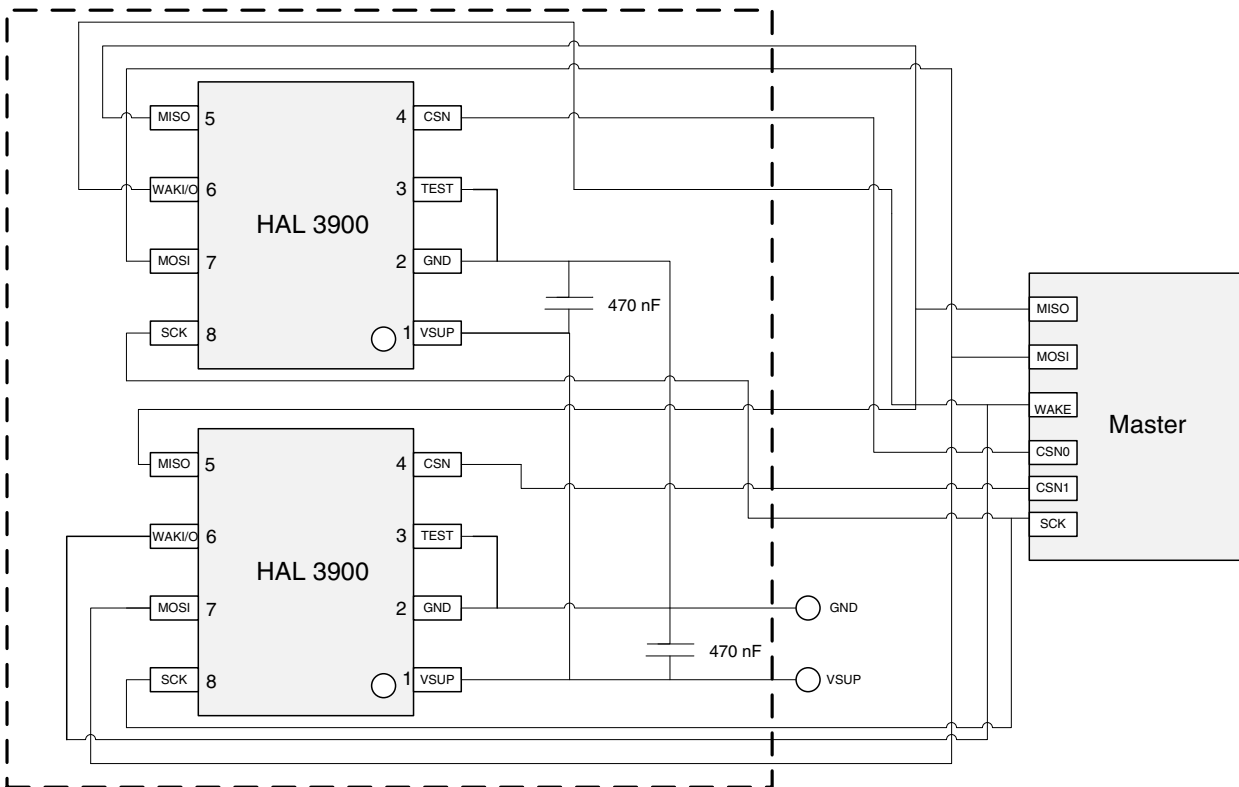 MISO 5
4 CSN
WAKI/O 6
3 TEST
HAL 3900
MOSI 7
2 GND
470 nF
SCK 8
1 VSUP
MISO 5
4 CSN
WAKI/O 6
3 TEST
HAL 3900
MOSI 7
2 GND
GND
470 nF
SCK 8
1 VSUP
VSUP
MISO
MOSI
WAKE
Master
CSN0
CSN1
SCK